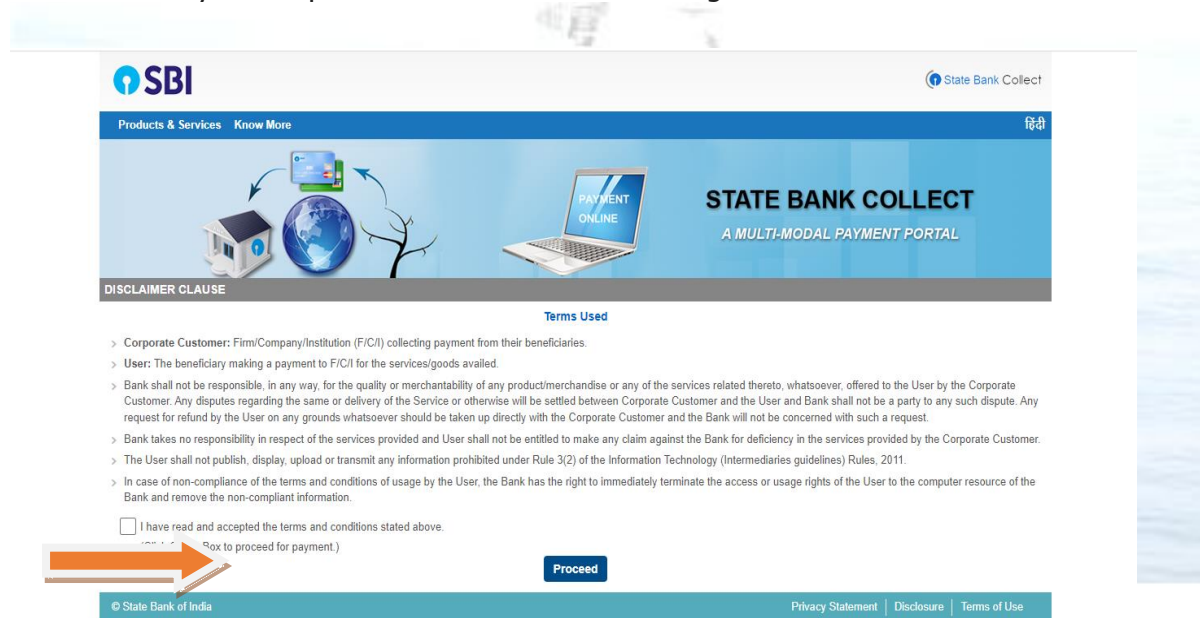 SBI
State Bank Collect
Products & Services Know More हिंदी
PAYMENT
ONLINE
STATE BANK COLLECT
A MULTI-MODAL PAYMENT PORTAL
DISCLAIMER CLAUSE
Terms Used
Corporate Customer: Firm/Company/Institution (F/C/I) collecting payment from their beneficiaries.
User: The beneficiary making a payment to F/C/I for the services/goods availed.
Bank shall not be responsible, in any way, for the quality or merchantability of any product/merchandise or any of the services related thereto, whatsoever, offered to the User by the Corporate
Customer. Any disputes regarding the same or delivery of the Service or otherwise will be settled between Corporate Customer and the User and Bank shall not be a party to any such dispute. Any
request for refund by the User on any grounds whatsoever should be taken up directly with the Corporate Customer and the Bank will not be concerned with such a request.
Bank takes no responsibility in respect of the services provided and User shall not be entitled to make any claim against the Bank for deficiency in the services provided by the Corporate Customer.
The User shall not publish, display, upload or transmit any information prohibited under Rule 3(2) of the Information Technology (Intermediaries guidelines) Rules, 2011.
In case of non-compliance of the terms and conditions of usage by the User, the Bank has the right to immediately terminate the access or usage rights of the User to the computer resource of the
Bank and remove the non-compliant information.
I have read and accepted the terms and conditions stated above.
Box to proceed for payment.)
Proceed
© State Bank of India Privacy Statement | Disclosure | Terms of Use